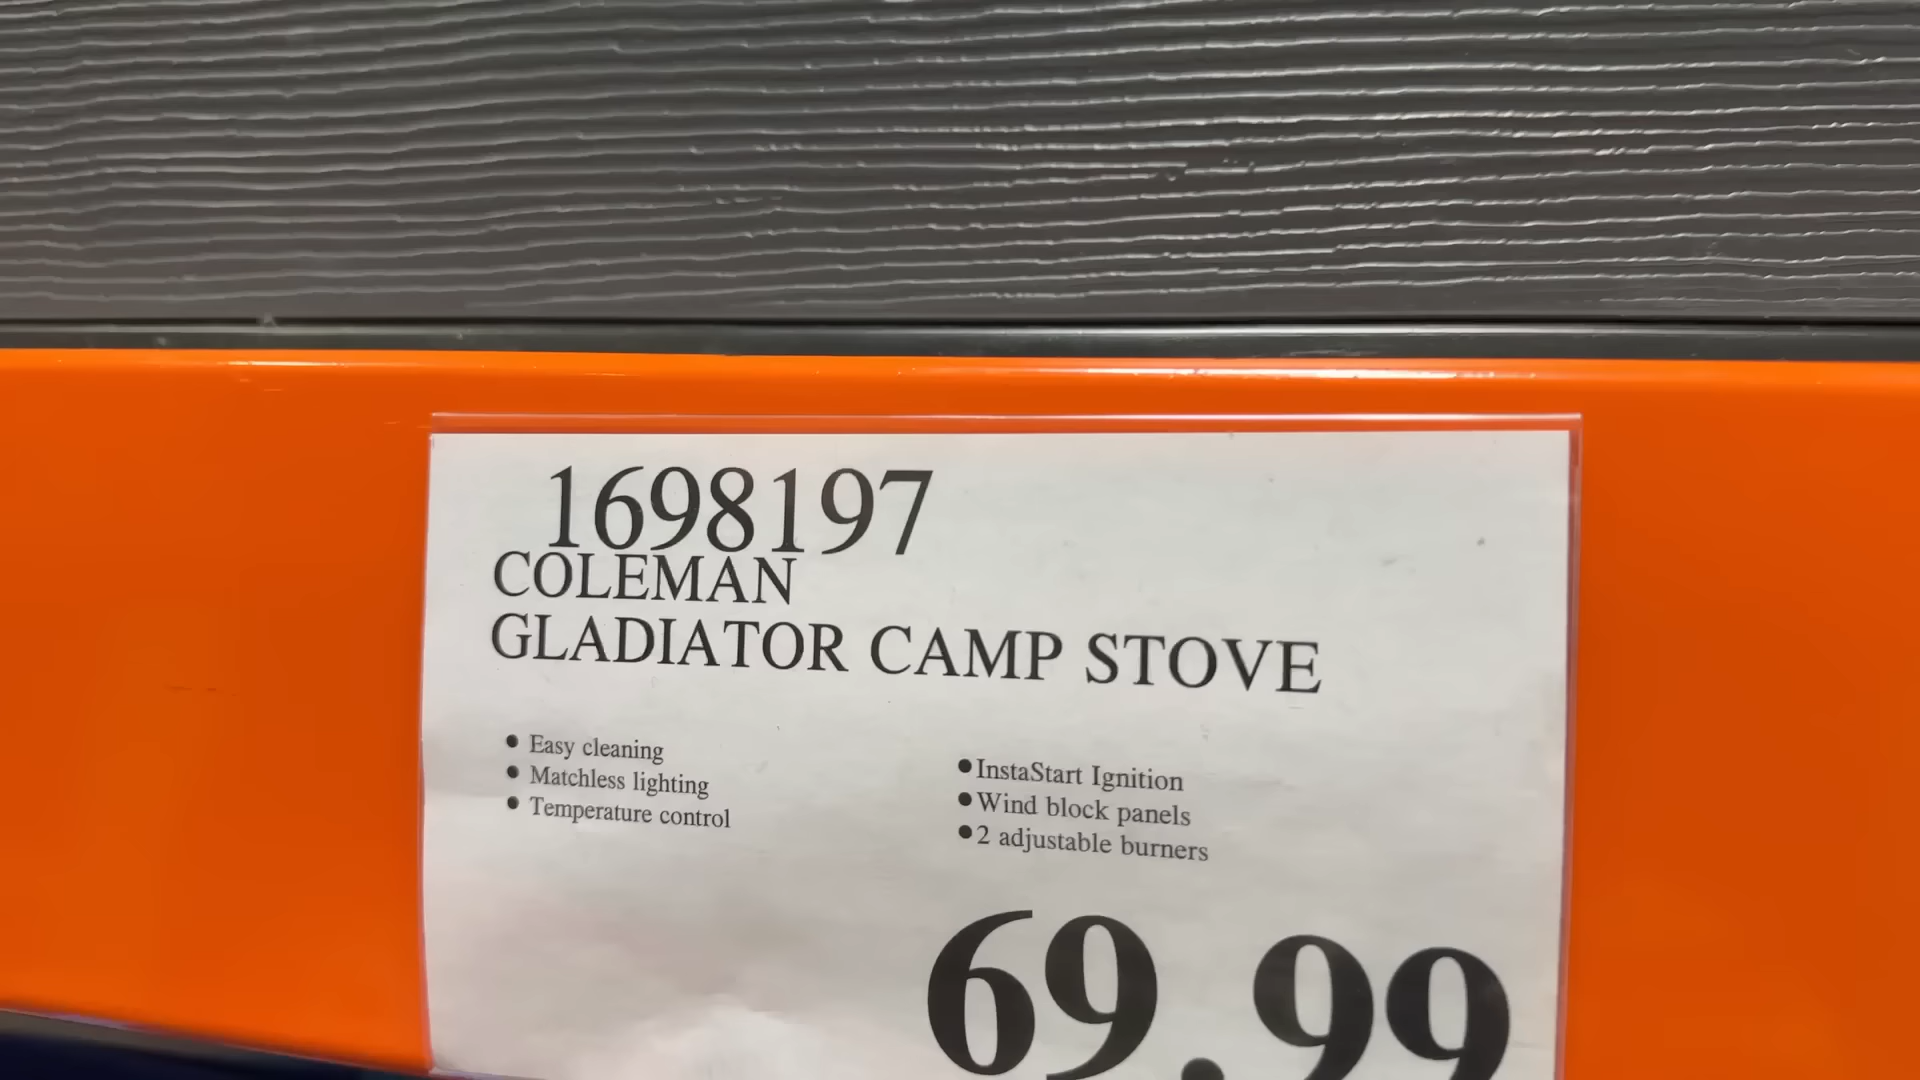 1698197
COLEMAN
GLADIATOR CAMP STOVE
• Easy cleaning
• Matchless lighting
• Temperature control
• InstaStart Ignition
• Wind block panels
• 2 adjustable burners
69.99